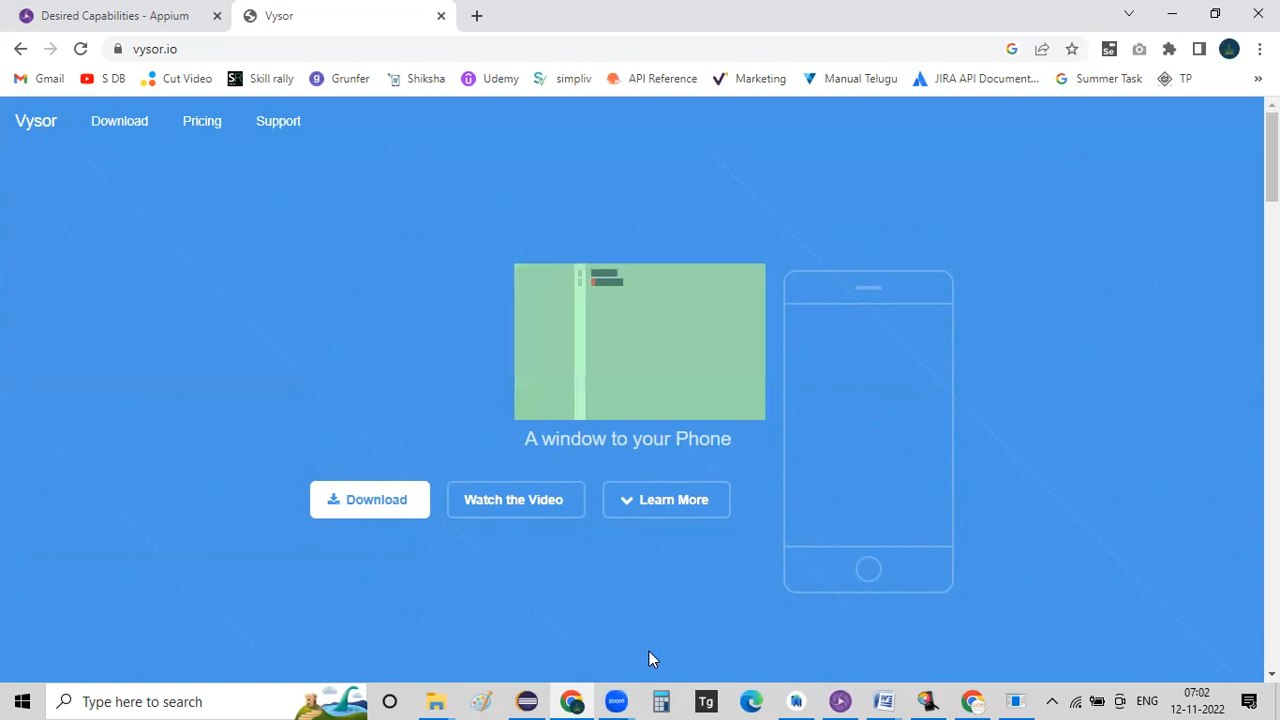 Desired Capabilities - Appium
Vysor
vysor.io
Gmail
S DB
Cut Video
Skill rally
Grunfer
Shiksha
Udemy
simpliv
API Reference
Marketing
Manual Telugu
JIRA API Document...
Summer Task
TP
»
Vysor
Download
Pricing
Support
A window to your Phone
Download
Watch the Video
Learn More
Type here to search
zoom
Tg
ENG
07:02
12-11-2022